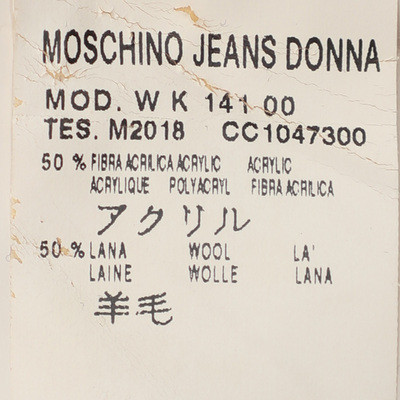 MOSCHINO JEANS DONNA
MOD. W K 141 00
TES. M2018 CC1047300
50 % FIBRA ACRILICA ACRYLIC ACRYLIC
ACRYLIQUE POLYACRYL FIBRA ACRILICA
アクリル
50 % LANA WOOL LA'
LAINE WOLLE LANA
羊毛